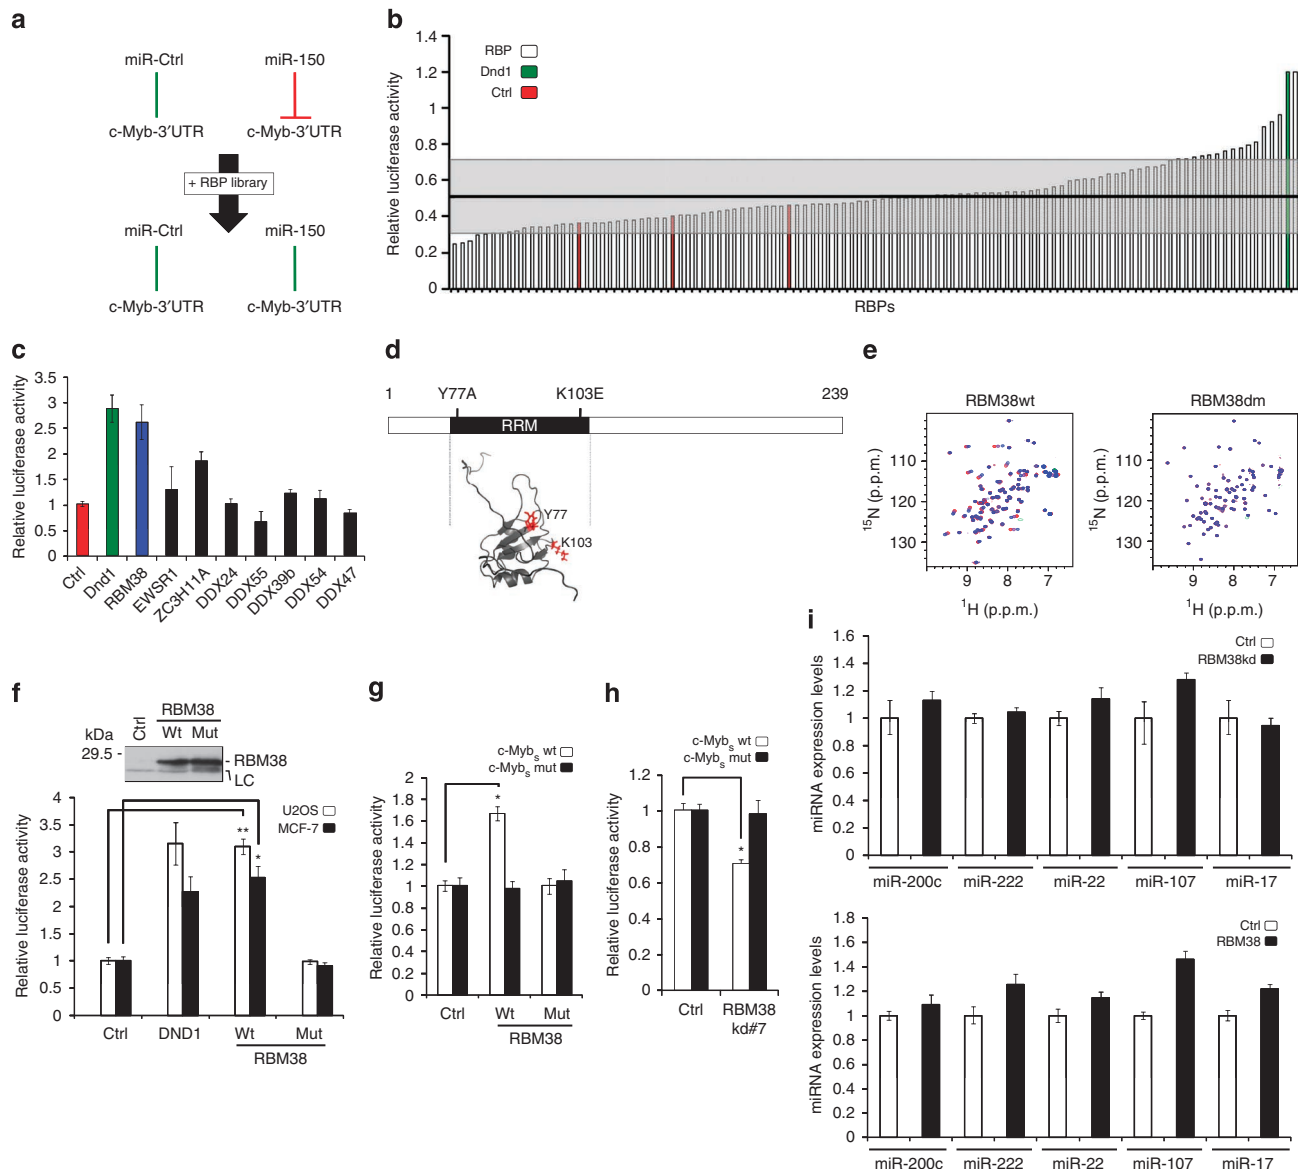 a
miR-Ctrl
miR-150
c-Myb-3′UTR
c-Myb-3′UTR
+ RBP library
miR-Ctrl
miR-150
c-Myb-3′UTR
c-Myb-3′UTR
b
Relative luciferase activity
1.4
1.2
1
0.8
0.6
0.4
0.2
0
RBP
Dnd1
Ctrl
RBPs
c
Relative luciferase activity
3.5
3
2.5
2
1.5
1
0.5
0
Ctrl
Dnd1
RBM38
EWSR1
ZC3H11A
DDX24
DDX55
DDX39b
DDX54
DDX47
d
1
Y77A
K103E
239
RRM
Y77
K103
e
RBM38wt
RBM38dm
15N (p.p.m.)
110
120
130
9
8
7
1H (p.p.m.)
15N (p.p.m.)
110
120
130
9
8
7
1H (p.p.m.)
f
kDa
29.5 -
Ctrl
RBM38
Wt
Mut
RBM38
LC
Relative luciferase activity
4
3.5
3
2.5
2
1.5
1
0.5
0
U2OS
MCF-7
**
*
Ctrl
DND1
Wt
Mut
RBM38
g
c-Mybs wt
c-Mybs mut
Relative luciferase activity
2
1.8
1.6
1.4
1.2
1
0.8
0.6
0.4
0.2
0
*
Ctrl
Wt
Mut
RBM38
h
c-Mybs wt
c-Mybs mut
Relative luciferase activity
1.2
1
0.8
0.6
0.4
0.2
0
*
Ctrl
RBM38
kd#7
i
miRNA expression levels
1.6
1.4
1.2
1
0.8
0.6
0.4
0.2
0
Ctrl
RBM38kd
miR-200c
miR-222
miR-22
miR-107
miR-17
miRNA expression levels
1.8
1.6
1.4
1.2
1
0.8
0.6
0.4
0.2
0
Ctrl
RBM38
miR-200c
miR-222
miR-22
miR-107
miR-17